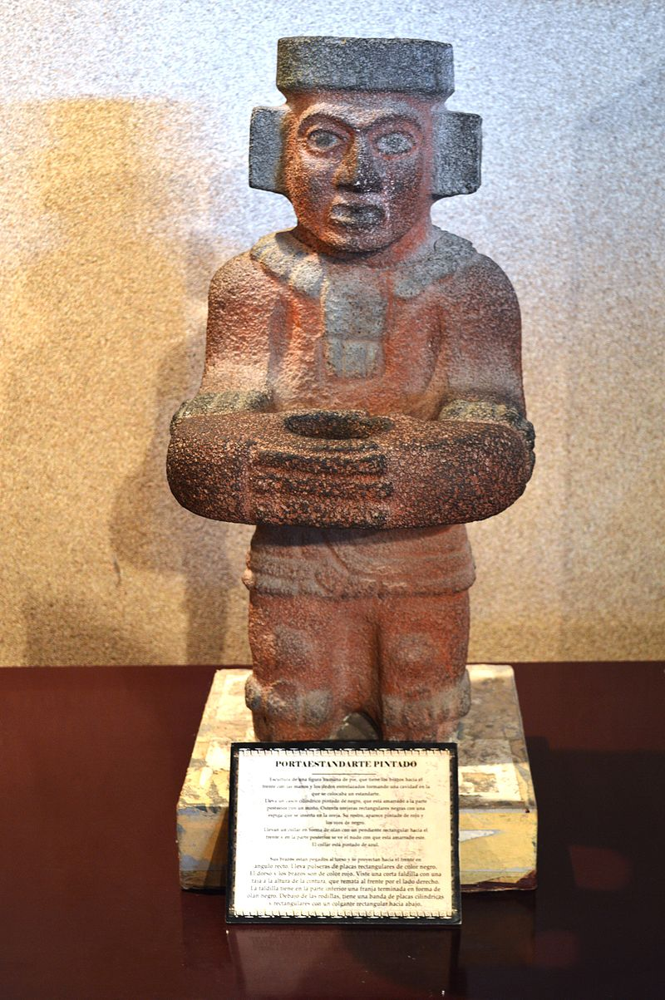 PORTAESTANDARTE PINTADO
Escultura de una figura humana de pie, que tiene los brazos hacia el
frente con las manos y los dedos entrelazados formando una cavidad en la
que se colocaba un estandarte.
Lleva un casco cilíndrico pintado de negro, que está amarrado a la parte
posterior con un moño. Ostenta orejeras rectangulares negras con una
espiga que se inserta en la oreja. Su rostro, aparece pintado de rojo y
los ojos de negro.
Llevan un collar en forma de olán con un pendiente rectangular hacia el
frente y en la parte posterior se ve el nudo con que está amarrado este.
El collar está pintado de azul.
Sus brazos están pegados al torso y se proyectan hacia el frente en
ángulo recto. Lleva pulseras de placas rectangulares de color negro.
El dorso y los brazos son de color rojo. Viste una corta faldilla con una
faja a la altura de la cintura, que remata al frente por el lado derecho.
La faldilla tiene en la parte inferior una franja terminada en forma de
olán negro. Debajo de las rodillas, tiene una banda de placas cilíndricas
y rectangulares con un colgante rectangular hacia abajo.